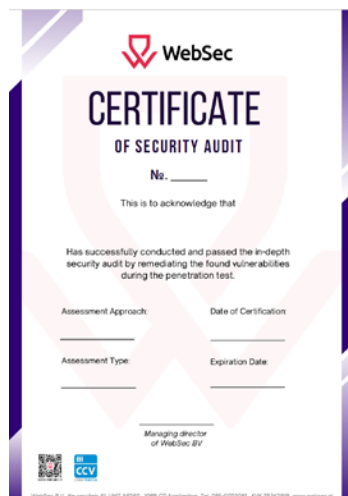 WebSec
CERTIFICATE
OF SECURITY AUDIT
№. ______
This is to acknowledge that
Has successfully conducted and passed the in-depth
security audit by remediating the found vulnerabilities
during the penetration test.
Assessment Approach:
Date of Certification:
Assessment Type:
Expiration Date:
Managing director
of WebSec BV
CCV